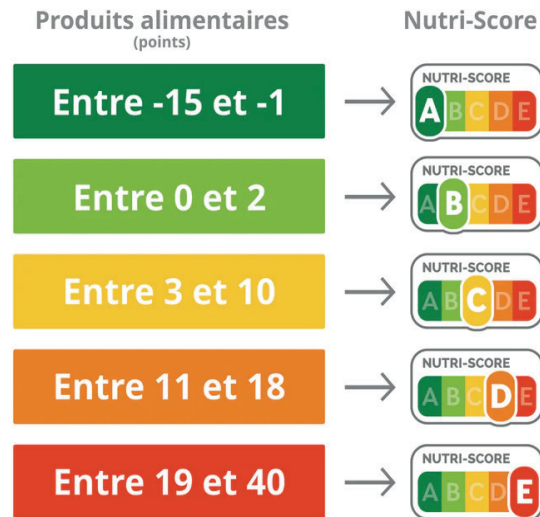 Produits alimentaires
(points)
Nutri-Score
Entre -15 et -1
NUTRI-SCORE
A B C D E
Entre 0 et 2
NUTRI-SCORE
A B C D E
Entre 3 et 10
NUTRI-SCORE
A B C D E
Entre 11 et 18
NUTRI-SCORE
A B C D E
Entre 19 et 40
NUTRI-SCORE
A B C D E